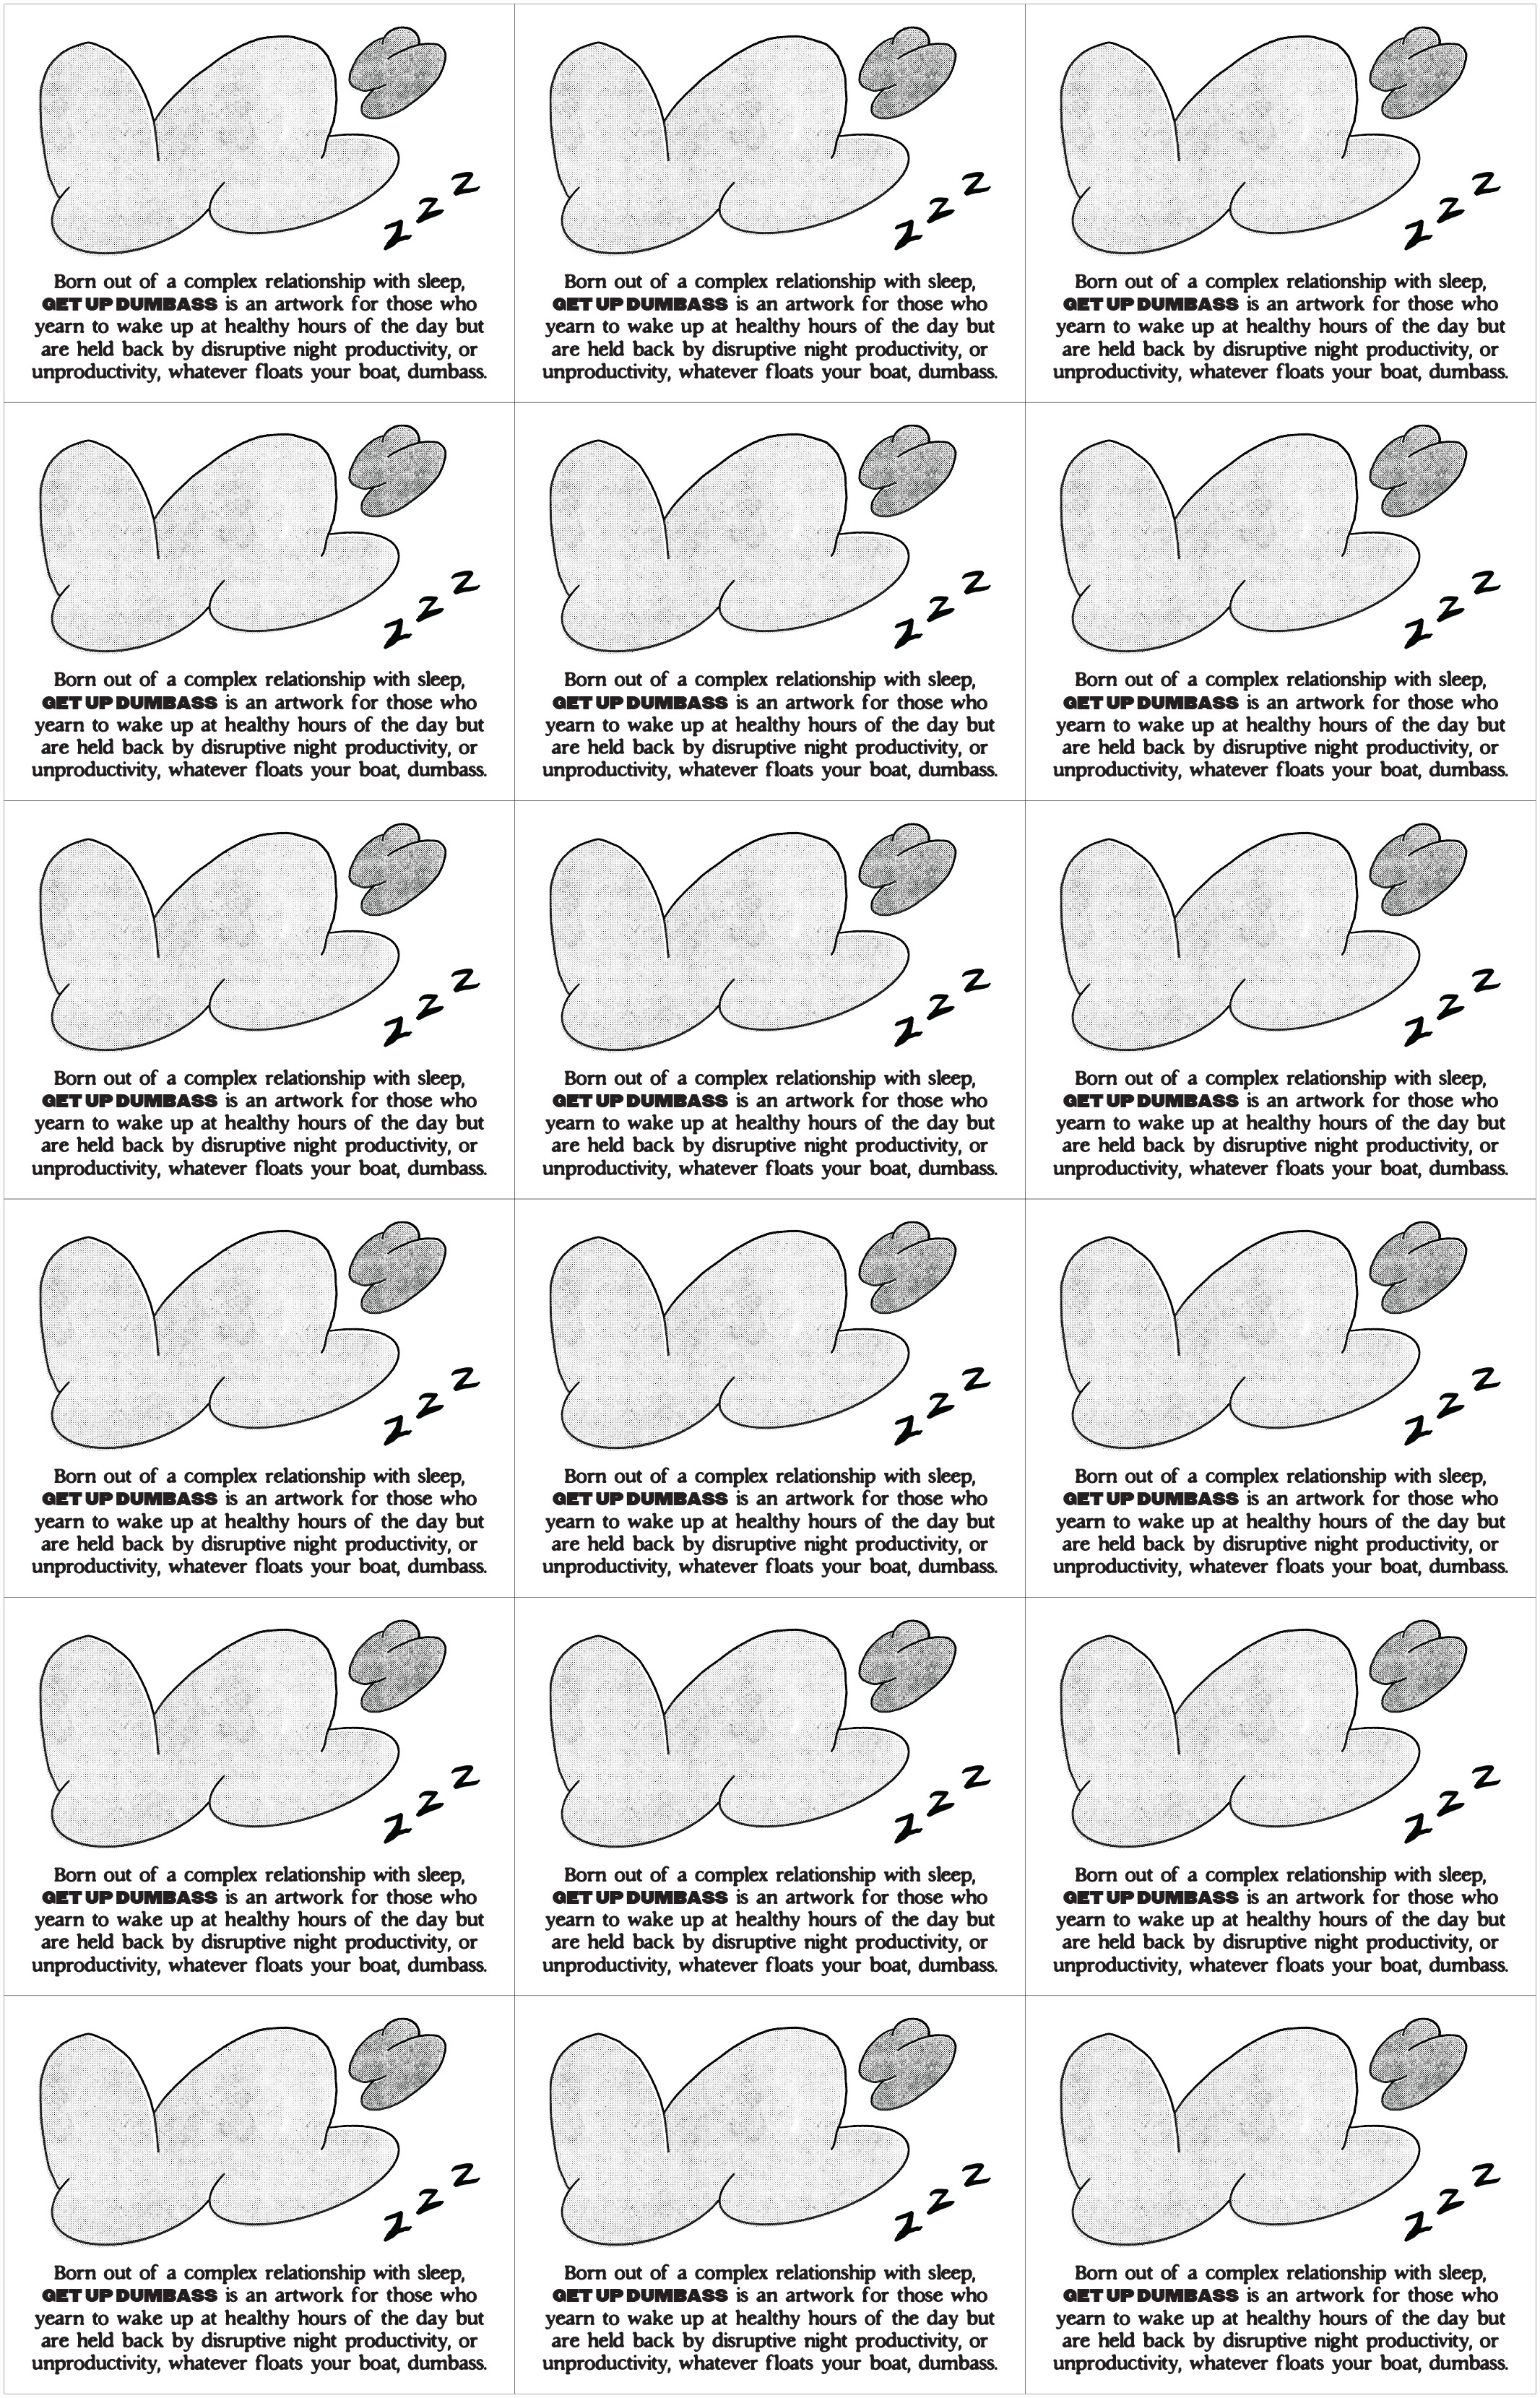 Z Z Z
Born out of a complex relationship with sleep,
GET UP DUMBASS is an artwork for those who
yearn to wake up at healthy hours of the day but
are held back by disruptive night productivity, or
unproductivity, whatever floats your boat, dumbass.
Z Z Z
Born out of a complex relationship with sleep,
GET UP DUMBASS is an artwork for those who
yearn to wake up at healthy hours of the day but
are held back by disruptive night productivity, or
unproductivity, whatever floats your boat, dumbass.
Z Z Z
Born out of a complex relationship with sleep,
GET UP DUMBASS is an artwork for those who
yearn to wake up at healthy hours of the day but
are held back by disruptive night productivity, or
unproductivity, whatever floats your boat, dumbass.
Z Z Z
Born out of a complex relationship with sleep,
GET UP DUMBASS is an artwork for those who
yearn to wake up at healthy hours of the day but
are held back by disruptive night productivity, or
unproductivity, whatever floats your boat, dumbass.
Z Z Z
Born out of a complex relationship with sleep,
GET UP DUMBASS is an artwork for those who
yearn to wake up at healthy hours of the day but
are held back by disruptive night productivity, or
unproductivity, whatever floats your boat, dumbass.
Z Z Z
Born out of a complex relationship with sleep,
GET UP DUMBASS is an artwork for those who
yearn to wake up at healthy hours of the day but
are held back by disruptive night productivity, or
unproductivity, whatever floats your boat, dumbass.
Z Z Z
Born out of a complex relationship with sleep,
GET UP DUMBASS is an artwork for those who
yearn to wake up at healthy hours of the day but
are held back by disruptive night productivity, or
unproductivity, whatever floats your boat, dumbass.
Z Z Z
Born out of a complex relationship with sleep,
GET UP DUMBASS is an artwork for those who
yearn to wake up at healthy hours of the day but
are held back by disruptive night productivity, or
unproductivity, whatever floats your boat, dumbass.
Z Z Z
Born out of a complex relationship with sleep,
GET UP DUMBASS is an artwork for those who
yearn to wake up at healthy hours of the day but
are held back by disruptive night productivity, or
unproductivity, whatever floats your boat, dumbass.
Z Z Z
Born out of a complex relationship with sleep,
GET UP DUMBASS is an artwork for those who
yearn to wake up at healthy hours of the day but
are held back by disruptive night productivity, or
unproductivity, whatever floats your boat, dumbass.
Z Z Z
Born out of a complex relationship with sleep,
GET UP DUMBASS is an artwork for those who
yearn to wake up at healthy hours of the day but
are held back by disruptive night productivity, or
unproductivity, whatever floats your boat, dumbass.
Z Z Z
Born out of a complex relationship with sleep,
GET UP DUMBASS is an artwork for those who
yearn to wake up at healthy hours of the day but
are held back by disruptive night productivity, or
unproductivity, whatever floats your boat, dumbass.
Z Z Z
Born out of a complex relationship with sleep,
GET UP DUMBASS is an artwork for those who
yearn to wake up at healthy hours of the day but
are held back by disruptive night productivity, or
unproductivity, whatever floats your boat, dumbass.
Z Z Z
Born out of a complex relationship with sleep,
GET UP DUMBASS is an artwork for those who
yearn to wake up at healthy hours of the day but
are held back by disruptive night productivity, or
unproductivity, whatever floats your boat, dumbass.
Z Z Z
Born out of a complex relationship with sleep,
GET UP DUMBASS is an artwork for those who
yearn to wake up at healthy hours of the day but
are held back by disruptive night productivity, or
unproductivity, whatever floats your boat, dumbass.
Z Z Z
Born out of a complex relationship with sleep,
GET UP DUMBASS is an artwork for those who
yearn to wake up at healthy hours of the day but
are held back by disruptive night productivity, or
unproductivity, whatever floats your boat, dumbass.
Z Z Z
Born out of a complex relationship with sleep,
GET UP DUMBASS is an artwork for those who
yearn to wake up at healthy hours of the day but
are held back by disruptive night productivity, or
unproductivity, whatever floats your boat, dumbass.
Z Z Z
Born out of a complex relationship with sleep,
GET UP DUMBASS is an artwork for those who
yearn to wake up at healthy hours of the day but
are held back by disruptive night productivity, or
unproductivity, whatever floats your boat, dumbass.